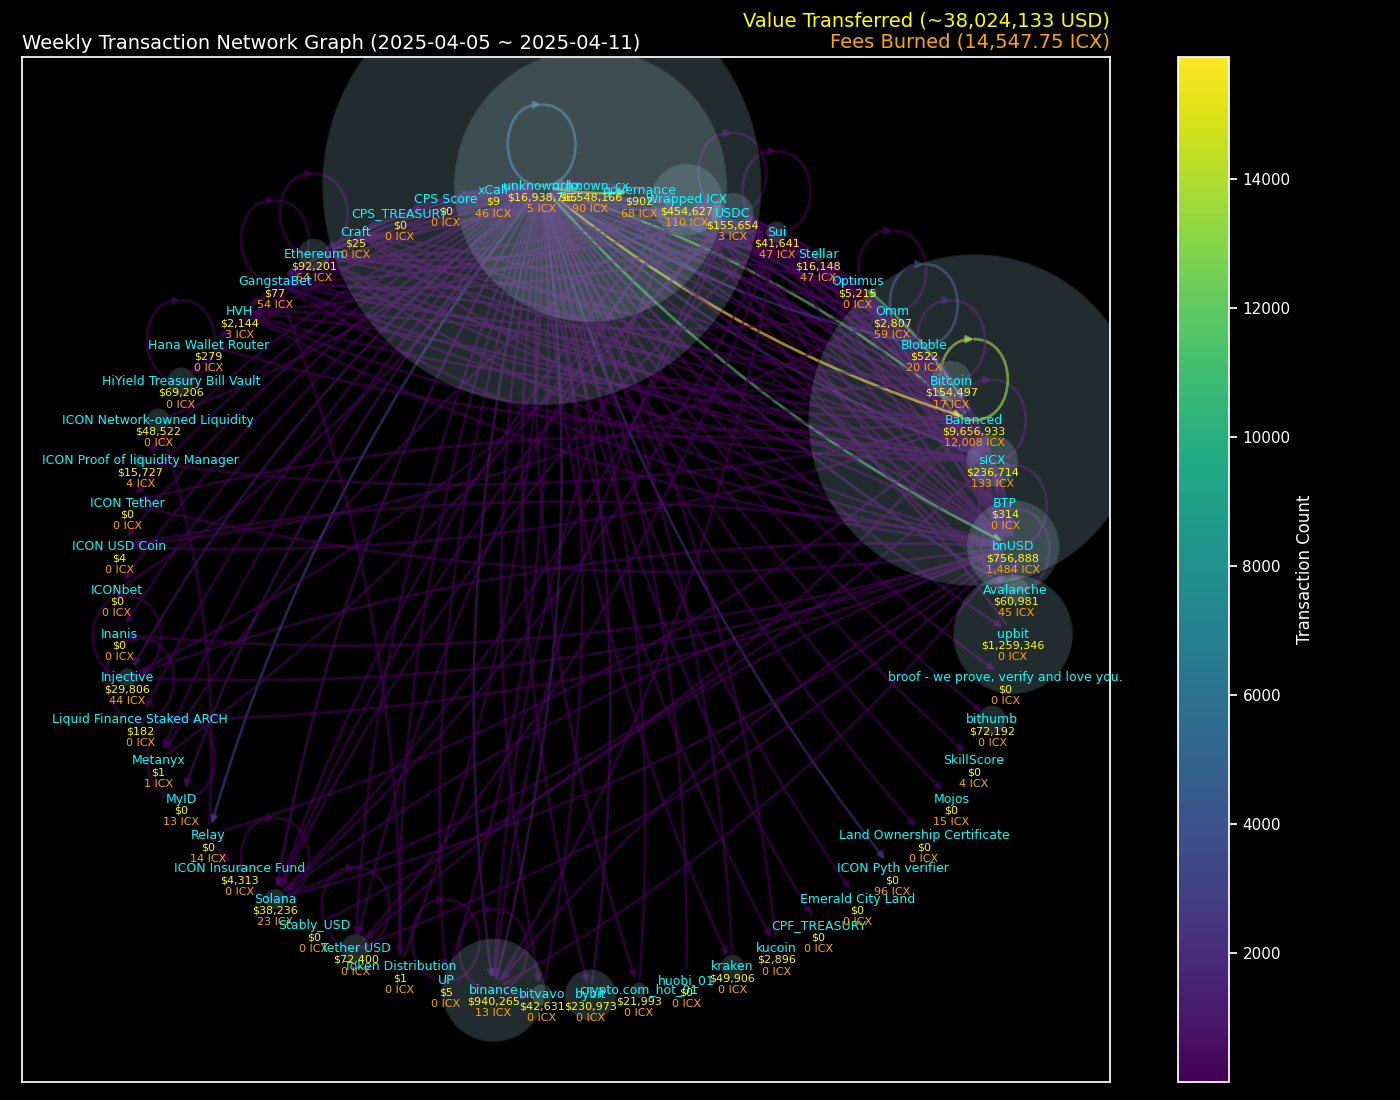 Value Transferred (~38,024,133 USD)
Weekly Transaction Network Graph (2025-04-05 ~ 2025-04-11)
Fees Burned (14,547.75 ICX)
unknown_cx
$6,548,166
90 ICX
governance
$902
68 ICX
Wrapped ICX
$454,627
110 ICX
USDC
$155,654
3 ICX
Sui
$41,641
47 ICX
Stellar
$16,148
47 ICX
Optimus
$5,215
0 ICX
Omm
$2,807
59 ICX
Blobble
$522
20 ICX
Bitcoin
$154,497
17 ICX
Balanced
$9,656,933
12,008 ICX
sICX
$236,714
133 ICX
BTP
$314
0 ICX
bnUSD
$756,888
1,484 ICX
Avalanche
$60,981
45 ICX
upbit
$1,259,346
0 ICX
broof - we prove, verify and love you.
$0
0 ICX
bithumb
$72,192
0 ICX
SkillScore
$0
4 ICX
Mojos
$0
15 ICX
Land Ownership Certificate
$0
0 ICX
ICON Pyth verifier
$0
96 ICX
Emerald City Land
$0
0 ICX
CPF_TREASURY
$0
0 ICX
kucoin
$2,896
0 ICX
kraken
$49,906
0 ICX
huobi_01
$0
0 ICX
crypto.com_hot_01
$21,993
0 ICX
bybit
$230,973
0 ICX
bitvavo
$42,631
0 ICX
binance
$940,265
13 ICX
UP
$5
0 ICX
Token Distribution
$1
0 ICX
Tether USD
$72,400
0 ICX
Stably_USD
$0
0 ICX
Solana
$38,236
23 ICX
ICON Insurance Fund
$4,313
0 ICX
Relay
$0
14 ICX
MyID
$0
13 ICX
Metanyx
$1
1 ICX
Liquid Finance Staked ARCH
$182
0 ICX
Injective
$29,806
44 ICX
Inanis
$0
0 ICX
ICONbet
$0
0 ICX
ICON USD Coin
$4
0 ICX
ICON Tether
$0
0 ICX
ICON Proof of liquidity Manager
$15,727
4 ICX
ICON Network-owned Liquidity
$48,522
0 ICX
HiYield Treasury Bill Vault
$69,206
0 ICX
Hana Wallet Router
$279
0 ICX
HVH
$2,144
3 ICX
GangstaBet
$77
54 ICX
Ethereum
$92,201
64 ICX
Craft
$25
0 ICX
CPS_TREASURY
$0
0 ICX
CPS Score
$0
0 ICX
xCall
$9
46 ICX
5 ICX
14000
12000
10000
8000
6000
4000
2000
Transaction Count